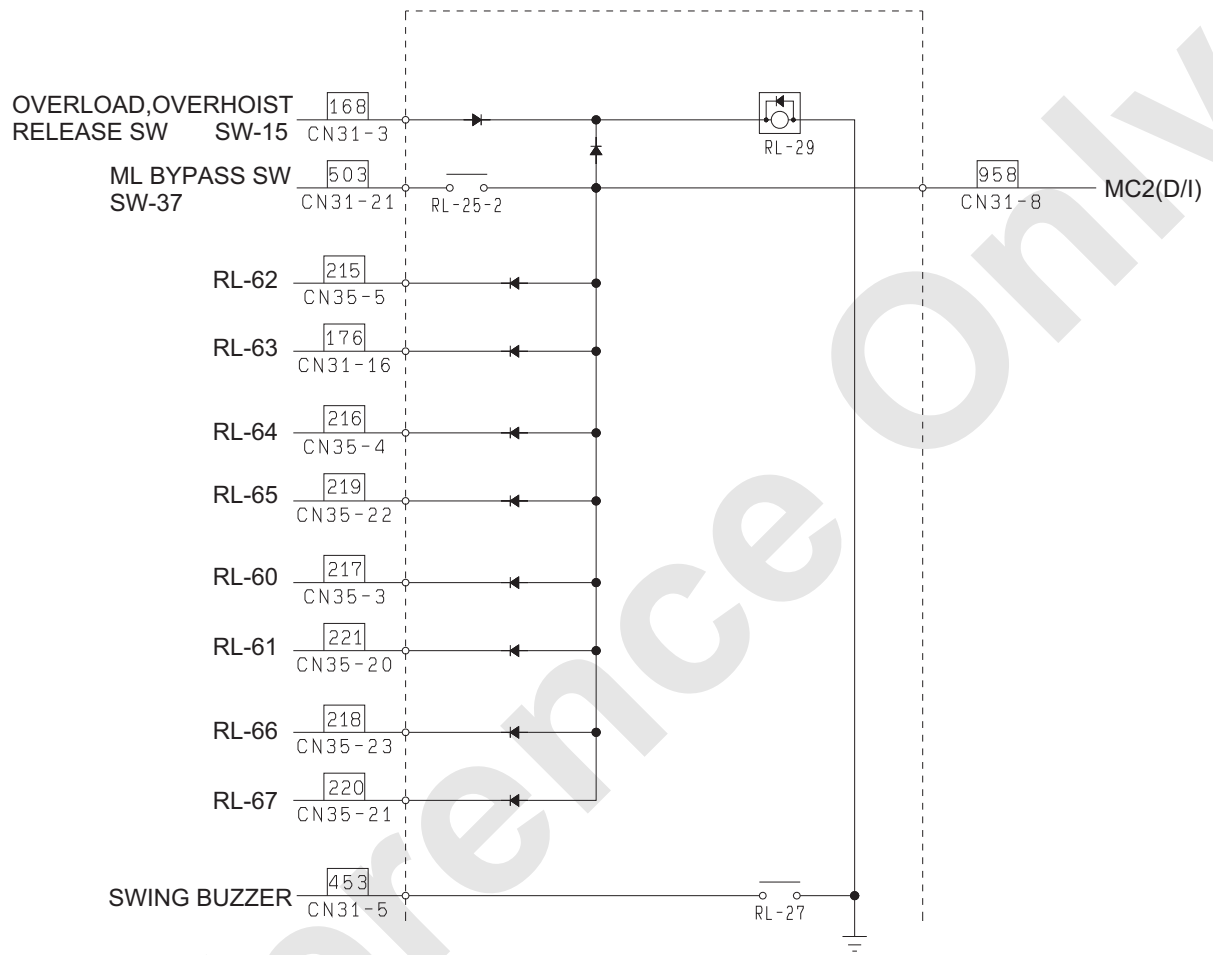 OVERLOAD,OVERHOIST
RELEASE SW SW-15
168
CN31-3
RL-29
ML BYPASS SW
SW-37
503
CN31-21
RL-25-2
958
CN31-8
MC2(D/I)
RL-62
215
CN35-5
RL-63
176
CN31-16
RL-64
216
CN35-4
RL-65
219
CN35-22
RL-60
217
CN35-3
RL-61
221
CN35-20
RL-66
218
CN35-23
RL-67
220
CN35-21
SWING BUZZER
453
CN31-5
RL-27
rence Only